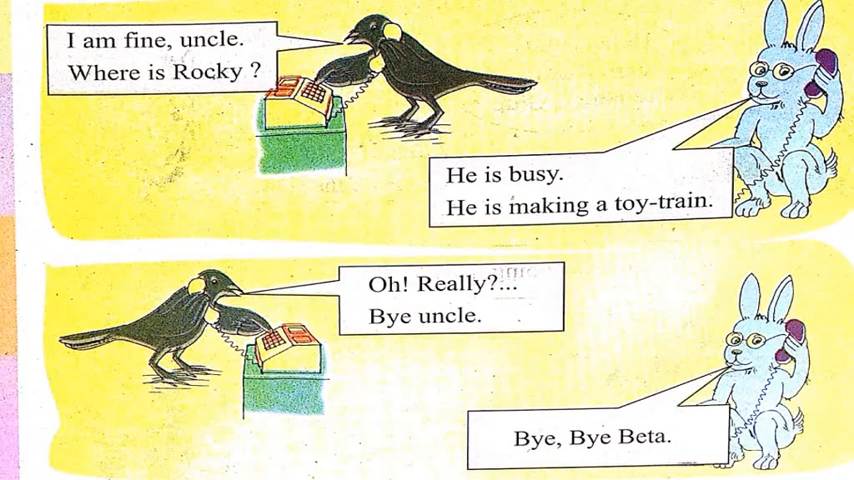 I am fine, uncle.
Where is Rocky ?
He is busy.
He is making a toy-train.
Oh! Really?...
Bye uncle.
Bye, Bye Beta.